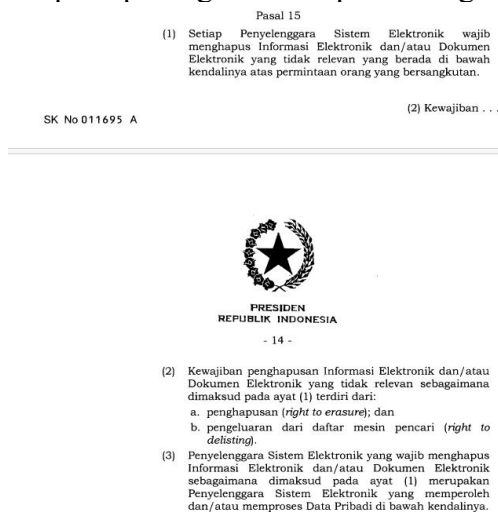 Pasal 15
(1) Setiap Penyelenggara Sistem Elektronik wajib
menghapus Informasi Elektronik dan/atau Dokumen
Elektronik yang tidak relevan yang berada di bawah
kendalinya atas permintaan orang yang bersangkutan.
(2) Kewajiban . . .
SK No 011695 A
PRESIDEN
REPUBLIK INDONESIA
- 14 -
(2) Kewajiban penghapusan Informasi Elektronik dan/atau
Dokumen Elektronik yang tidak relevan sebagaimana
dimaksud pada ayat (1) terdiri dari:
a. penghapusan (right to erasure); dan
b. pengeluaran dari daftar mesin pencari (right to
delisting).
(3) Penyelenggara Sistem Elektronik yang wajib menghapus
Informasi Elektronik dan/atau Dokumen Elektronik
sebagaimana dimaksud pada ayat (1) merupakan
Penyelenggara Sistem Elektronik yang memperoleh
dan/atau memproses Data Pribadi di bawah kendalinya.